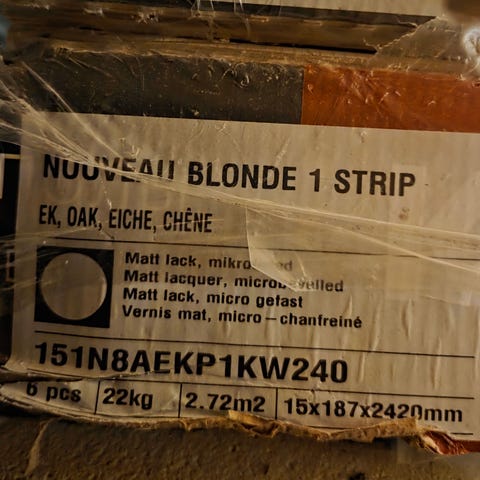 NOUVEAU BLONDE 1 STRIP
EK, OAK, EICHE, CHÊNE
Matt lack,
Matt lacquer,
Matt lack, micro gefast
Vernis mat, micro-chanfreiné
151N8AEKP1KW240
6 pcs 22kg 2.72m2 15x187x2420mm